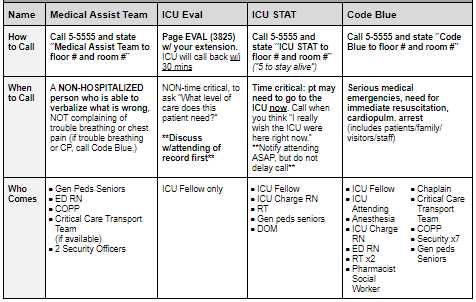 Name
Medical Assist Team
ICU Eval
ICU STAT
Code Blue
How
to Call
Call 5-5555 and state
"Medical Assist Team to
floor # and room #"
Page EVAL (3825)
w/ your extension.
ICU will call back w/i
30 mins
Call 5-5555 and
state "ICU STAT to
floor # and room #"
("5 to stay alive")
Call 5-5555 and state "Code
Blue to floor # and room #"
When
to Call
A NON-HOSPITALIZED
person who is able to
verbalize what is wrong.
NOT complaining of
trouble breathing or chest
pain (if trouble breathing
or CP, call Code Blue.)
NON-time critical, to
ask "What level of
care does this
patient need?"
**Discuss
w/attending of
record first**
Time critical: pt may
need to go to the
ICU now. Call when
you think "I really
wish the ICU were
here right now."
**Notify attending
ASAP, but do not
delay call**
Serious medical
emergencies, need for
immediate resuscitation,
cardiopulm. arrest
(includes patients/family/
visitors/staff)
Who
Comes
• Gen Peds Seniors
• ED RN
• COPP
• Critical Care Transport
Team
(if available)
• 2 Security Officers
ICU Fellow only
• ICU Fellow
• ICU Charge RN
• RT
• Gen peds seniors
• DOM
• ICU Fellow
• ICU
Attending
• Anesthesia
• ICU Charge
RN
• ED RN
• RT x2
• Pharmacist
Social
Worker
• Chaplain
• Critical Care
Transport
Team
• COPP
• Security x7
• Gen peds
Seniors